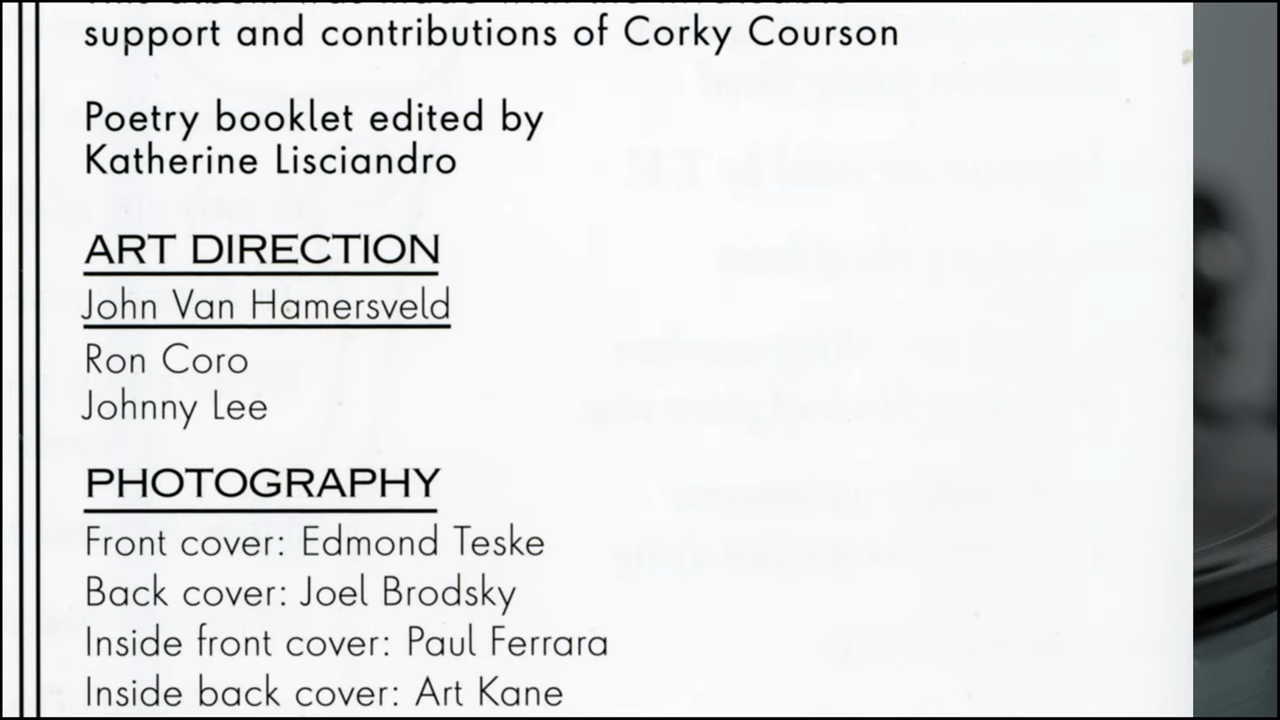 support and contributions of Corky Courson
Poetry booklet edited by
Katherine Lisciandro
ART DIRECTION
John Van Hamersveld
Ron Coro
Johnny Lee
PHOTOGRAPHY
Front cover: Edmond Teske
Back cover: Joel Brodsky
Inside front cover: Paul Ferrara
Inside back cover: Art Kane